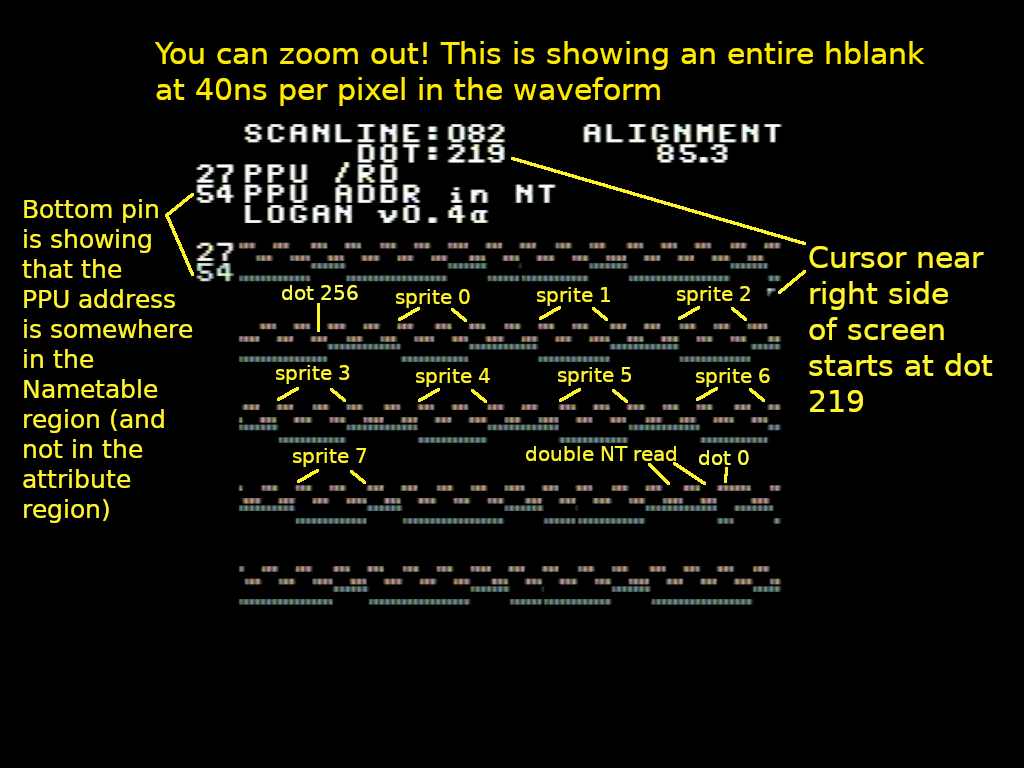 You can zoom out! This is showing an entire hblank
at 40ns per pixel in the waveform
SCANLINE:082 ALIGNMENT
DOT:219 85.3
27 PPU /RD
54 PPU ADDR in NT
LOGAN v0.4α
Bottom pin
is showing
that the
PPU address
is somewhere
in the
Nametable
region (and
not in the
attribute
region)
27
54
Cursor near
right side
of screen
starts at dot
219
dot 256 sprite 0 sprite 1 sprite 2
sprite 3 sprite 4 sprite 5 sprite 6
sprite 7 double NT read dot 0